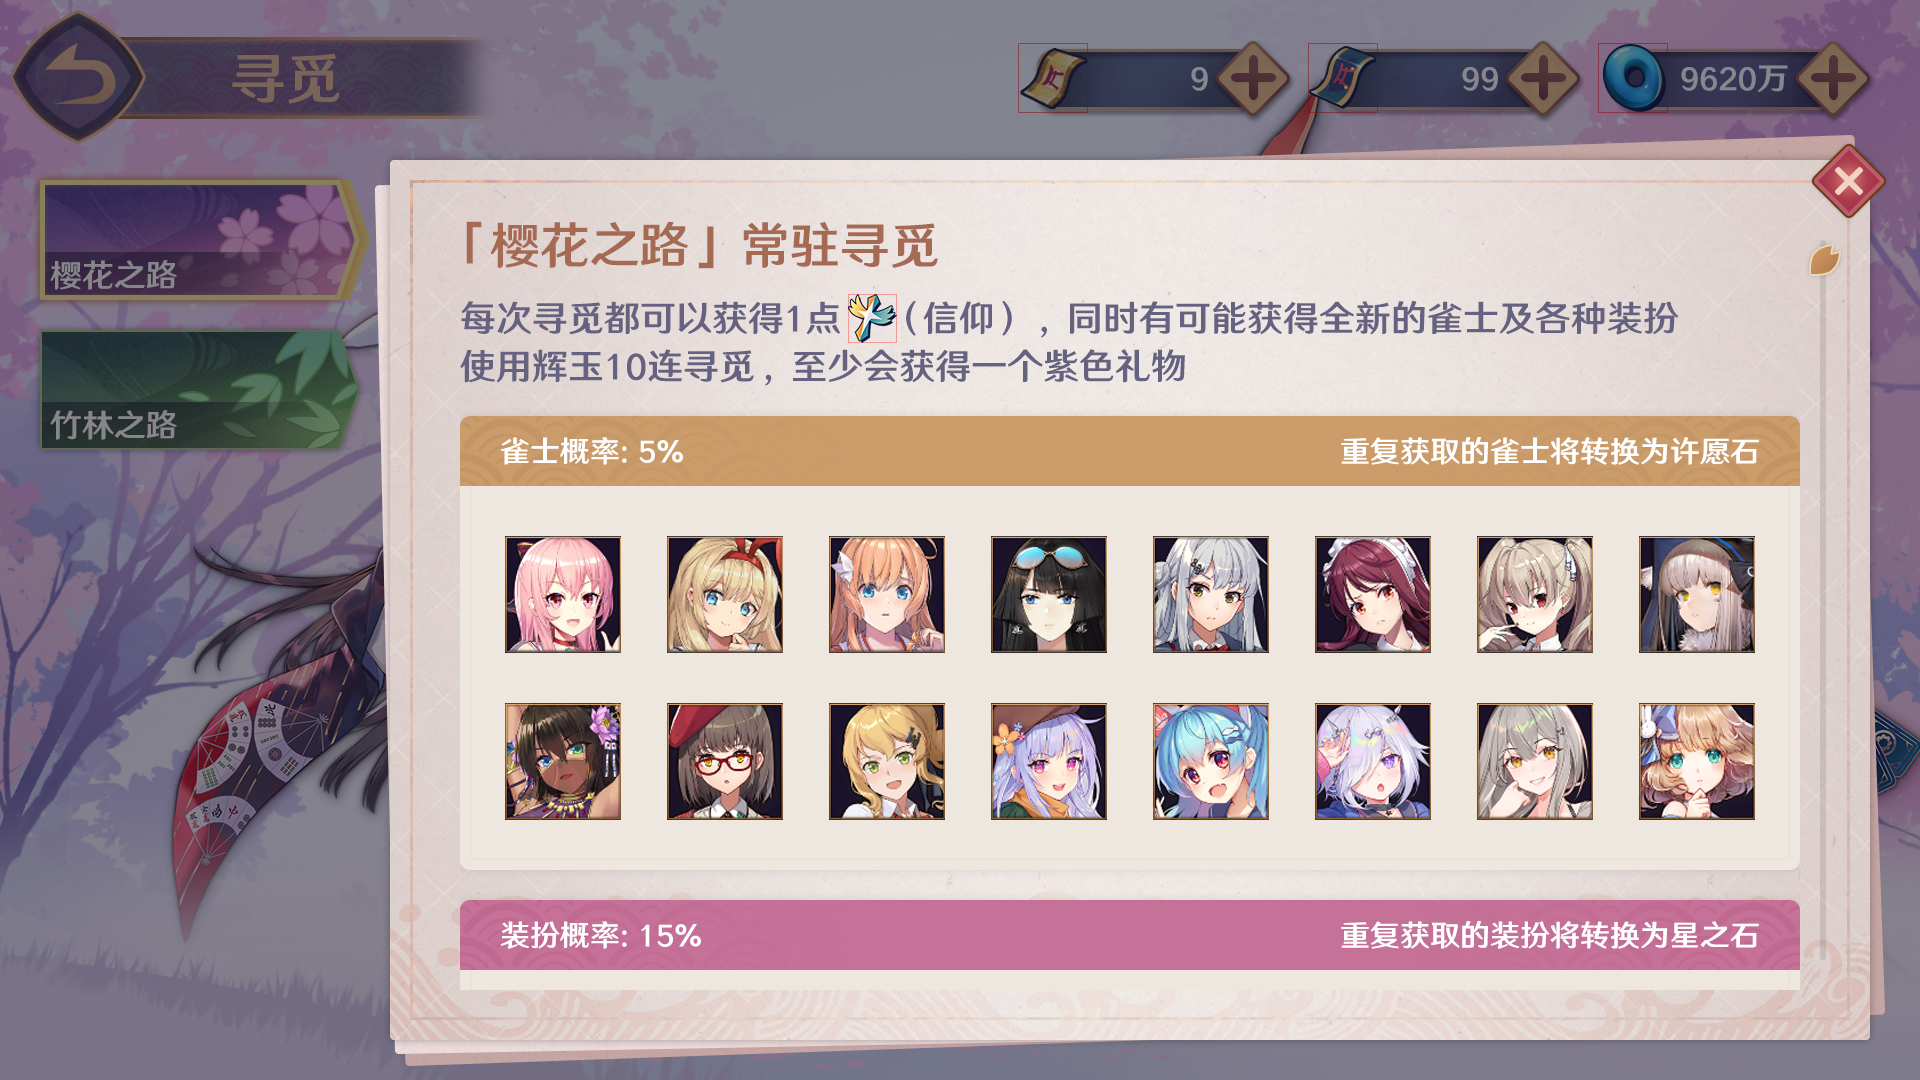 寻觅
9
99
9620万
樱花之路
竹林之路
「樱花之路」常驻寻觅
每次寻觅都可以获得1点（信仰），同时有可能获得全新的雀士及各种装扮
使用辉玉10连寻觅，至少会获得一个紫色礼物
雀士概率: 5%
重复获取的雀士将转换为许愿石
装扮概率: 15%
重复获取的装扮将转换为星之石